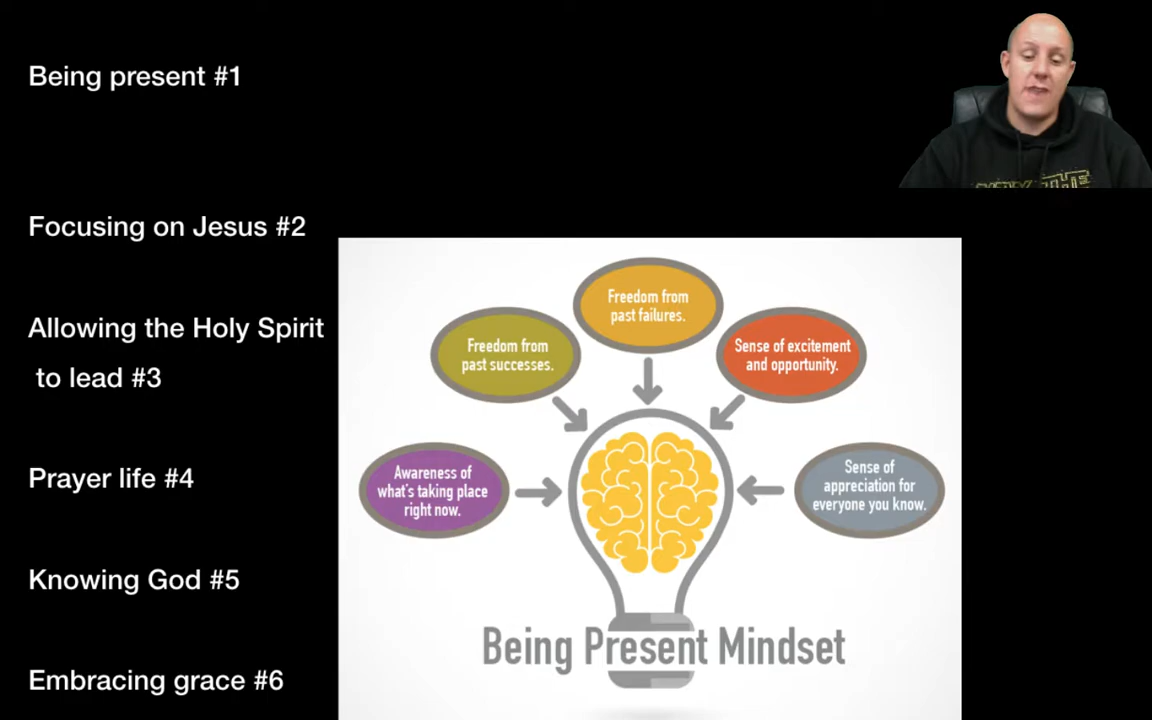 Being present #1
Focusing on Jesus #2
Allowing the Holy Spirit
to lead #3
Prayer life #4
Knowing God #5
Embracing grace #6
Freedom from
past failures.
Freedom from
past successes.
Sense of excitement
and opportunity.
Awareness of
what's taking place
right now.
Sense of
appreciation for
everyone you know.
Being Present Mindset